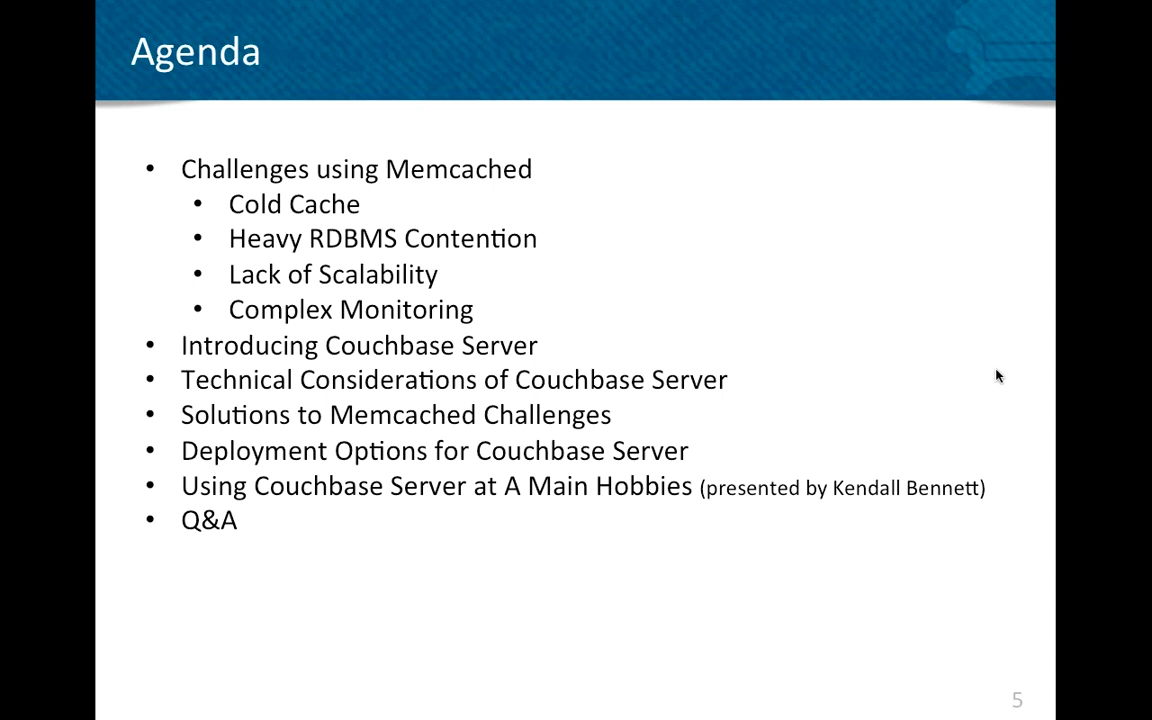 Agenda
• Challenges using Memcached
• Cold Cache
• Heavy RDBMS Contention
• Lack of Scalability
• Complex Monitoring
• Introducing Couchbase Server
• Technical Considerations of Couchbase Server
• Solutions to Memcached Challenges
• Deployment Options for Couchbase Server
• Using Couchbase Server at A Main Hobbies (presented by Kendall Bennett)
• Q&A
5